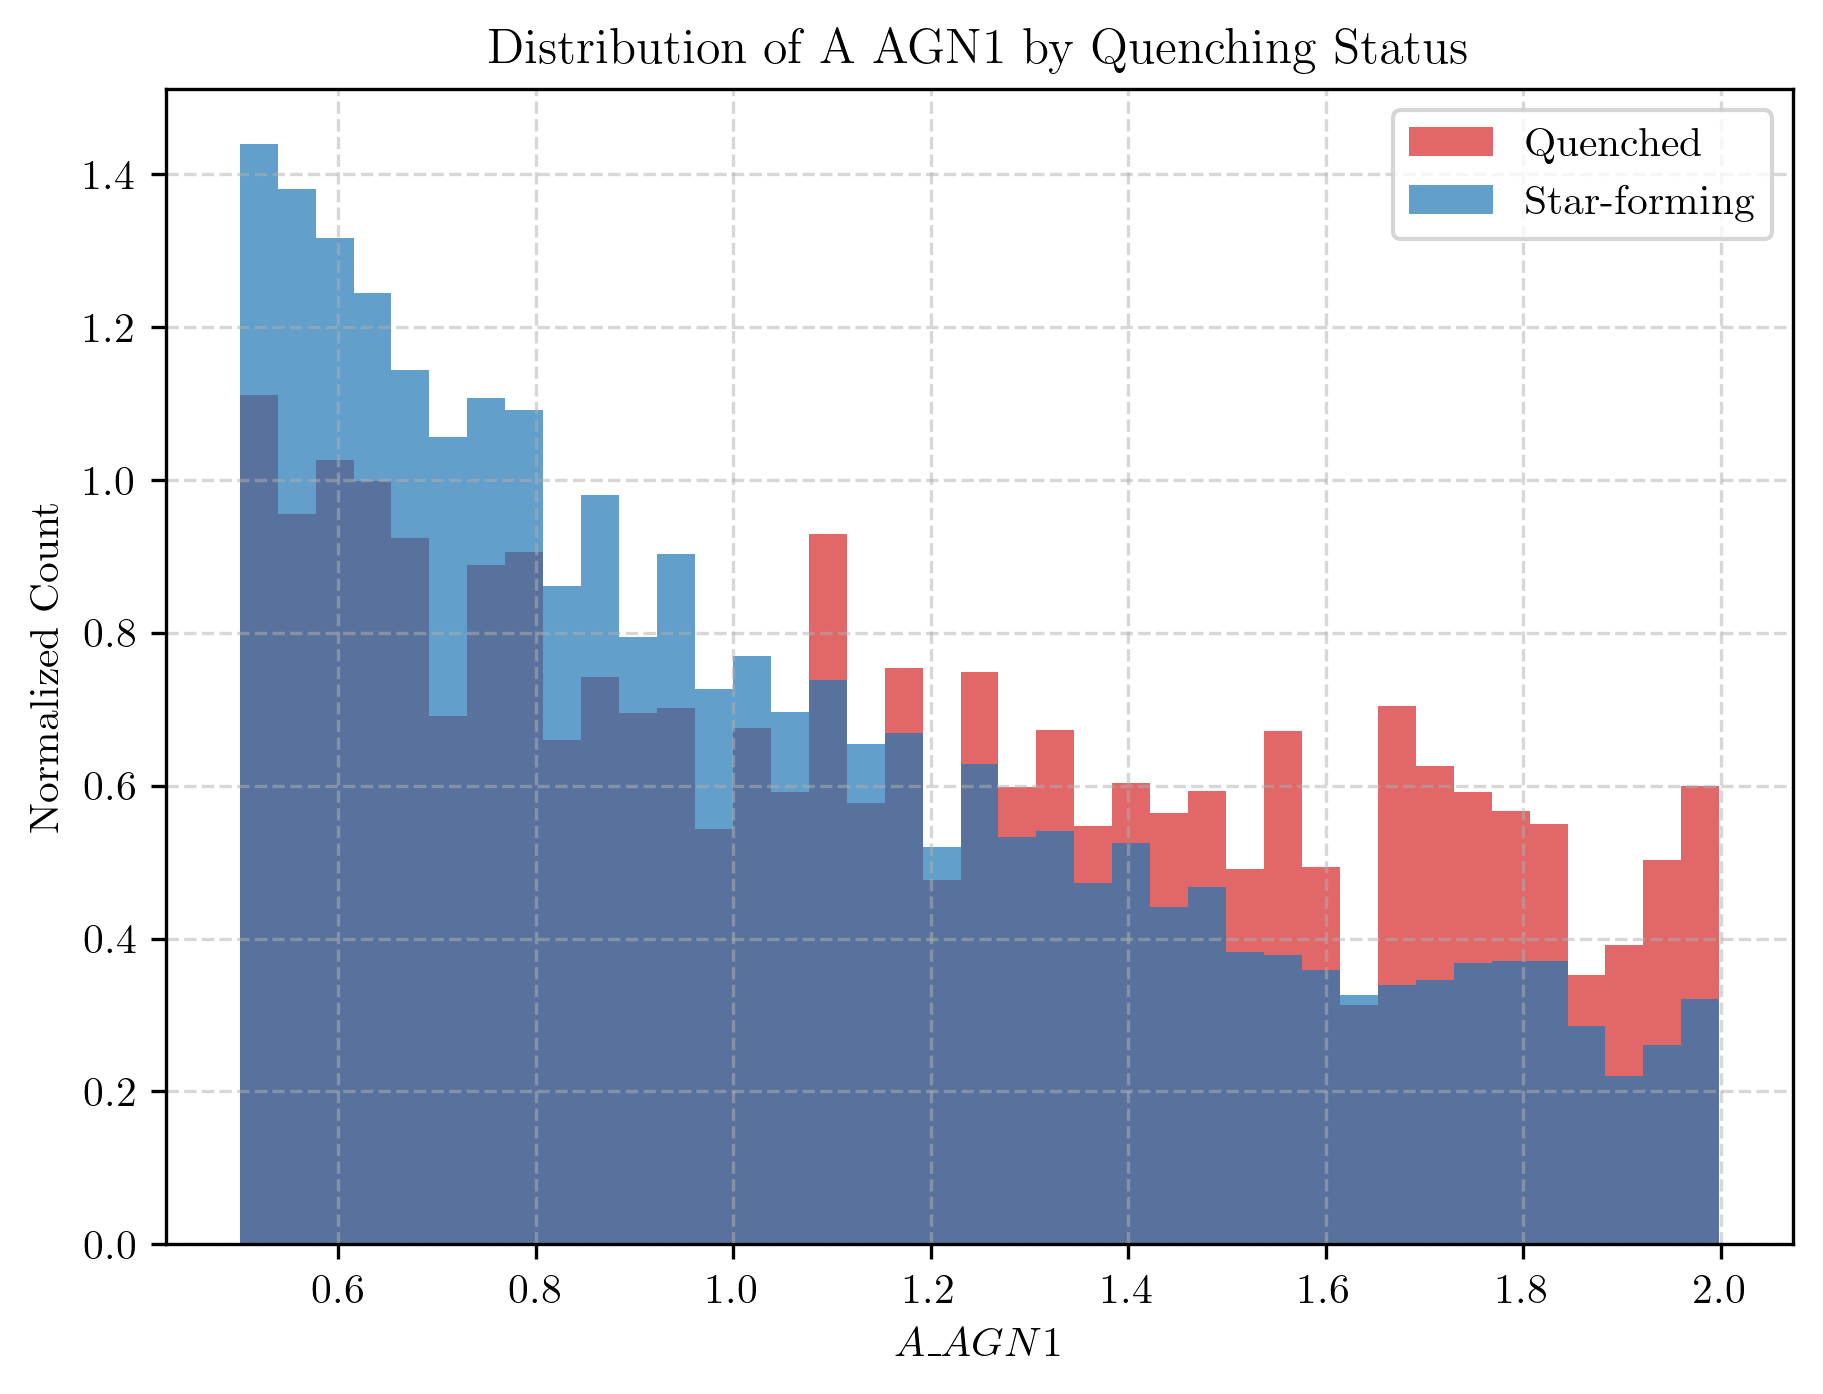 Distribution of A AGN1 by Quenching Status
Quenched
Star-forming
Normalized Count
1.4
1.2
1.0
0.8
0.6
0.4
0.2
0.0
0.6 0.8 1.0 1.2 1.4 1.6 1.8 2.0
A_AGN1